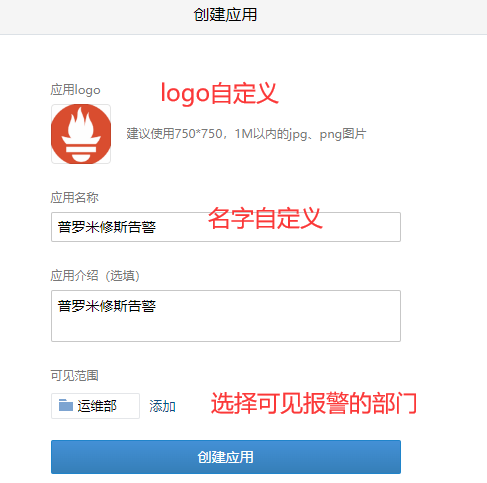 创建应用
应用logo
logo自定义
建议使用750*750，1M以内的jpg、png图片
应用名称
名字自定义
普罗米修斯告警
应用介绍（选填）
普罗米修斯告警
可见范围
运维部 添加 选择可见报警的部门
创建应用